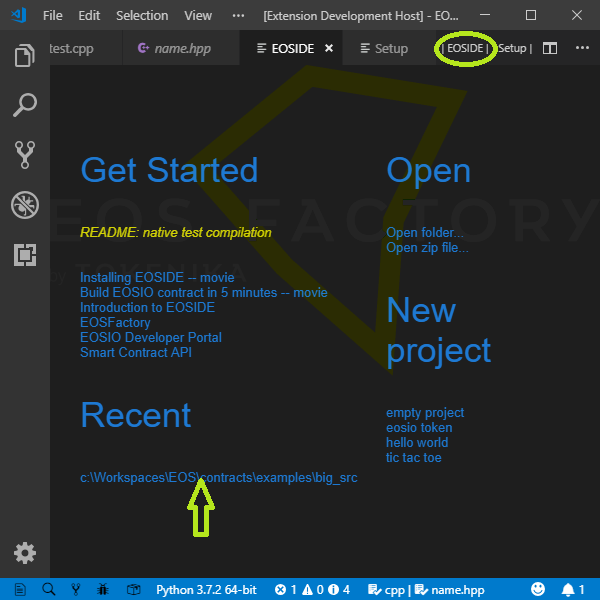 File Edit Selection View ··· [Extension Development Host] - EO...
test.cpp name.hpp EOSIDE Setup | EOSIDE | Setup | ···
Get Started
README: native test compilation
Installing EOSIDE -- movie
Build EOSIO contract in 5 minutes -- movie
Introduction to EOSIDE
EOSFactory
EOSIO Developer Portal
Smart Contract API
Recent
c:\Workspaces\EOS\contracts\examples\big_src
Open
Open folder...
Open zip file...
New
project
empty project
eosio token
hello world
tic tac toe
EOS FACTORY
by TOKENIKA
Python 3.7.2 64-bit 1 0 4 cpp | name.hpp 1